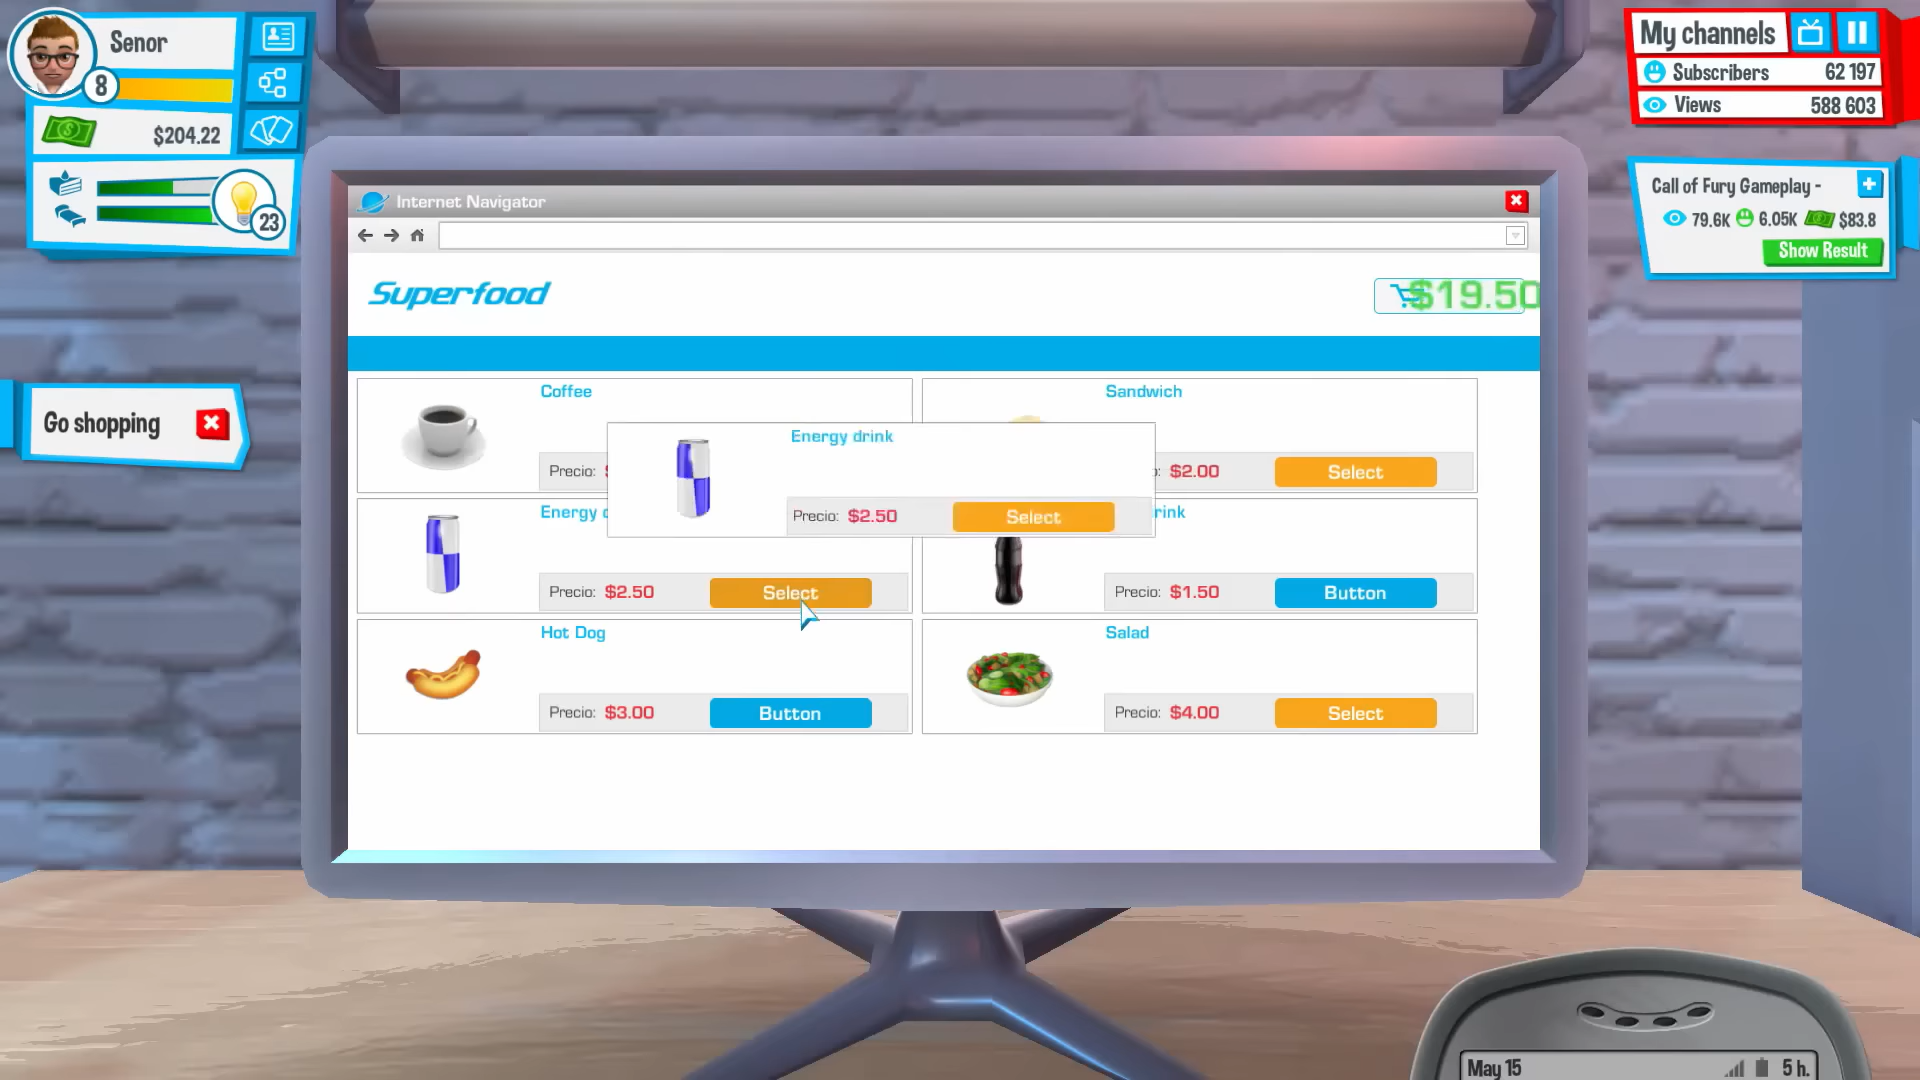 Senor
8
$204.22
23
My channels
Subscribers 62 197
Views 588 603
Call of Fury Gameplay -
79.6K 6.05K $83.8
Show Result
Go shopping
Internet Navigator
Superfood
$19.50
Coffee
Precio:
Sandwich
$2.00 Select
Energy drink
Precio: $2.50 Select
Energy
Precio: $2.50 Select
rink
Precio: $1.50 Button
Hot Dog
Precio: $3.00 Button
Salad
Precio: $4.00 Select
May 15 5 h.